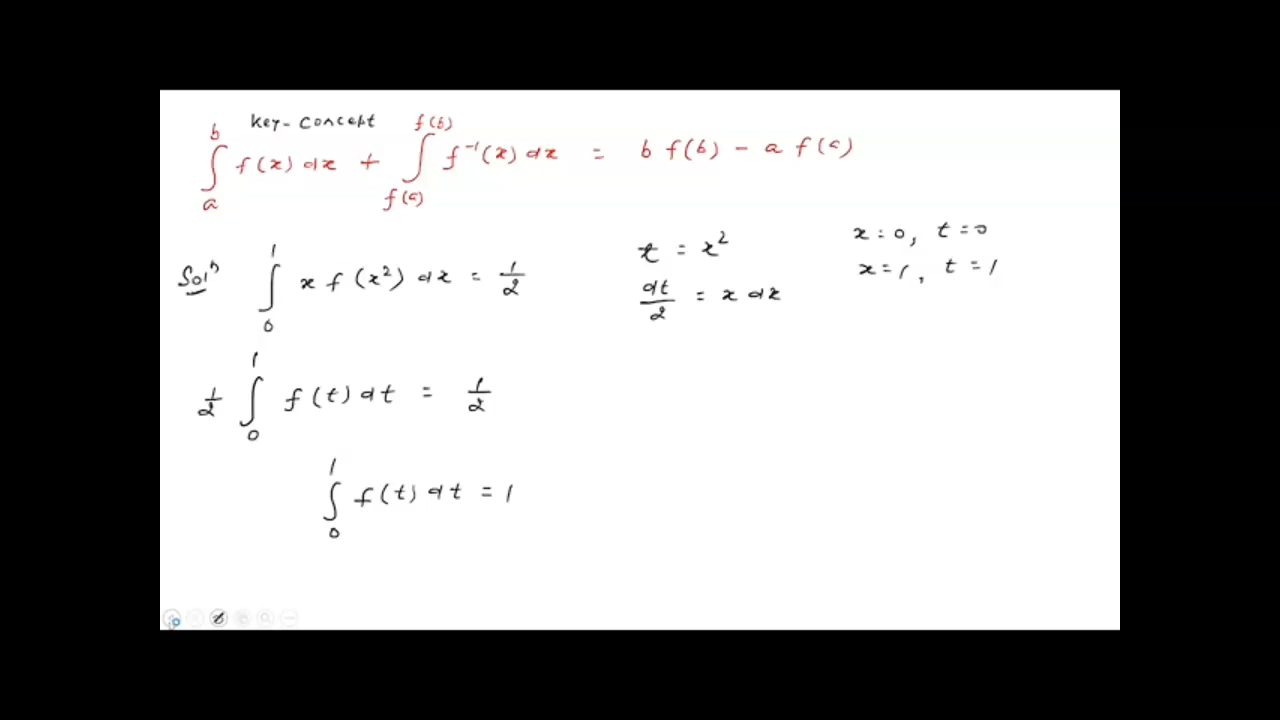 Key-Concept
∫_a^b f(x) dx + ∫_{f(a)}^{f(b)} f⁻¹(x) dx = b f(b) - a f(a)
Solⁿ ∫_0^1 x f(x²) dx = 1/2
t = x²
dt/2 = x dx
x=0, t=0
x=1, t=1
1/2 ∫_0^1 f(t) dt = 1/2
∫_0^1 f(t) dt = 1